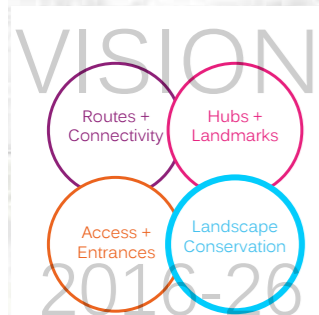 VISION
Routes +
Connectivity
Hubs +
Landmarks
Access +
Entrances
Landscape
Conservation
2016-26